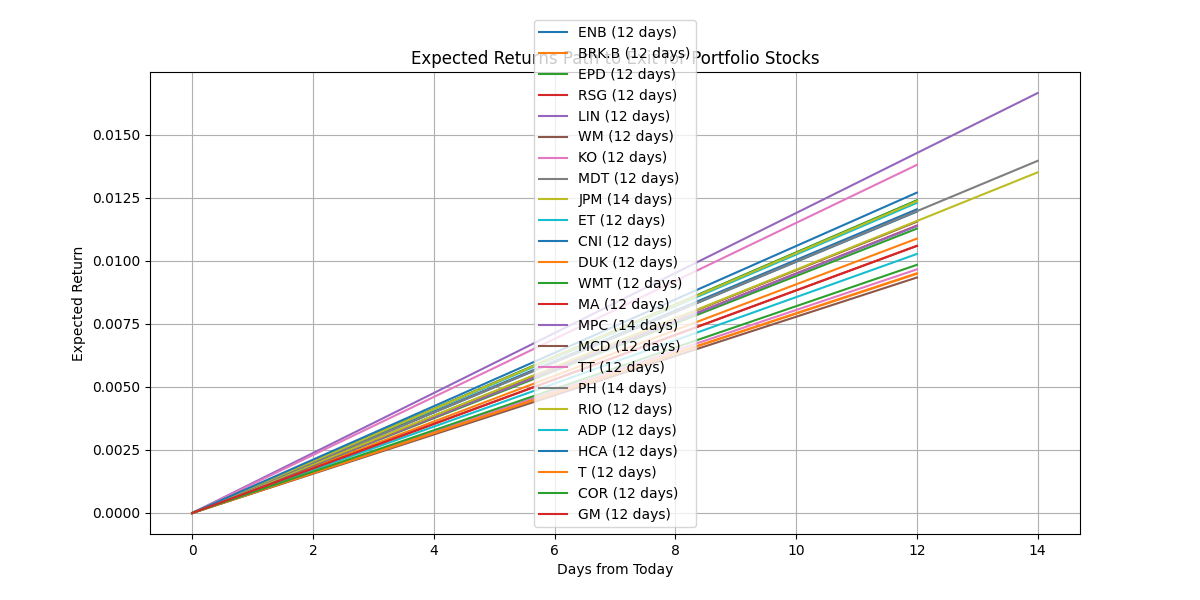 Expected Returns Path to Exit for Portfolio Stocks
ENB (12 days)
BRK.B (12 days)
EPD (12 days)
RSG (12 days)
LIN (12 days)
WM (12 days)
KO (12 days)
MDT (12 days)
JPM (14 days)
ET (12 days)
CNI (12 days)
DUK (12 days)
WMT (12 days)
MA (12 days)
MPC (14 days)
MCD (12 days)
TT (12 days)
PH (14 days)
RIO (12 days)
ADP (12 days)
HCA (12 days)
T (12 days)
COR (12 days)
GM (12 days)
Expected Return
0.0150
0.0125
0.0100
0.0075
0.0050
0.0025
0.0000
0 2 4 6 8 10 12 14
Days from Today